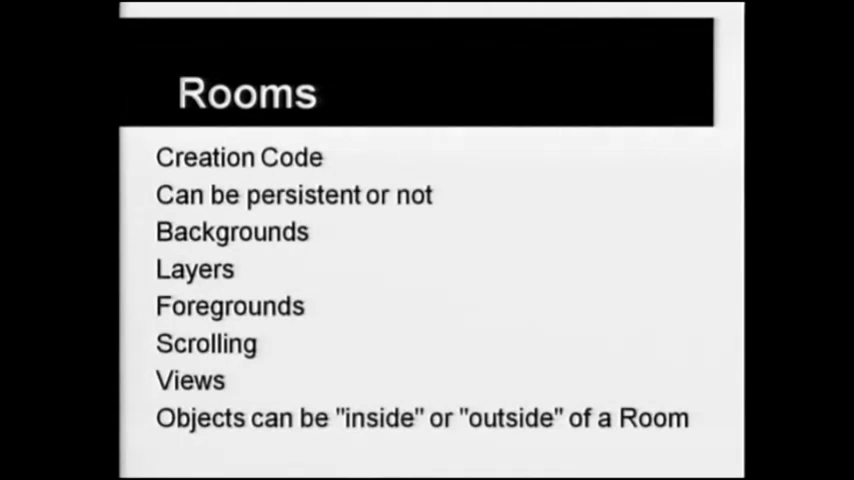 Rooms
Creation Code
Can be persistent or not
Backgrounds
Layers
Foregrounds
Scrolling
Views
Objects can be "inside" or "outside" of a Room